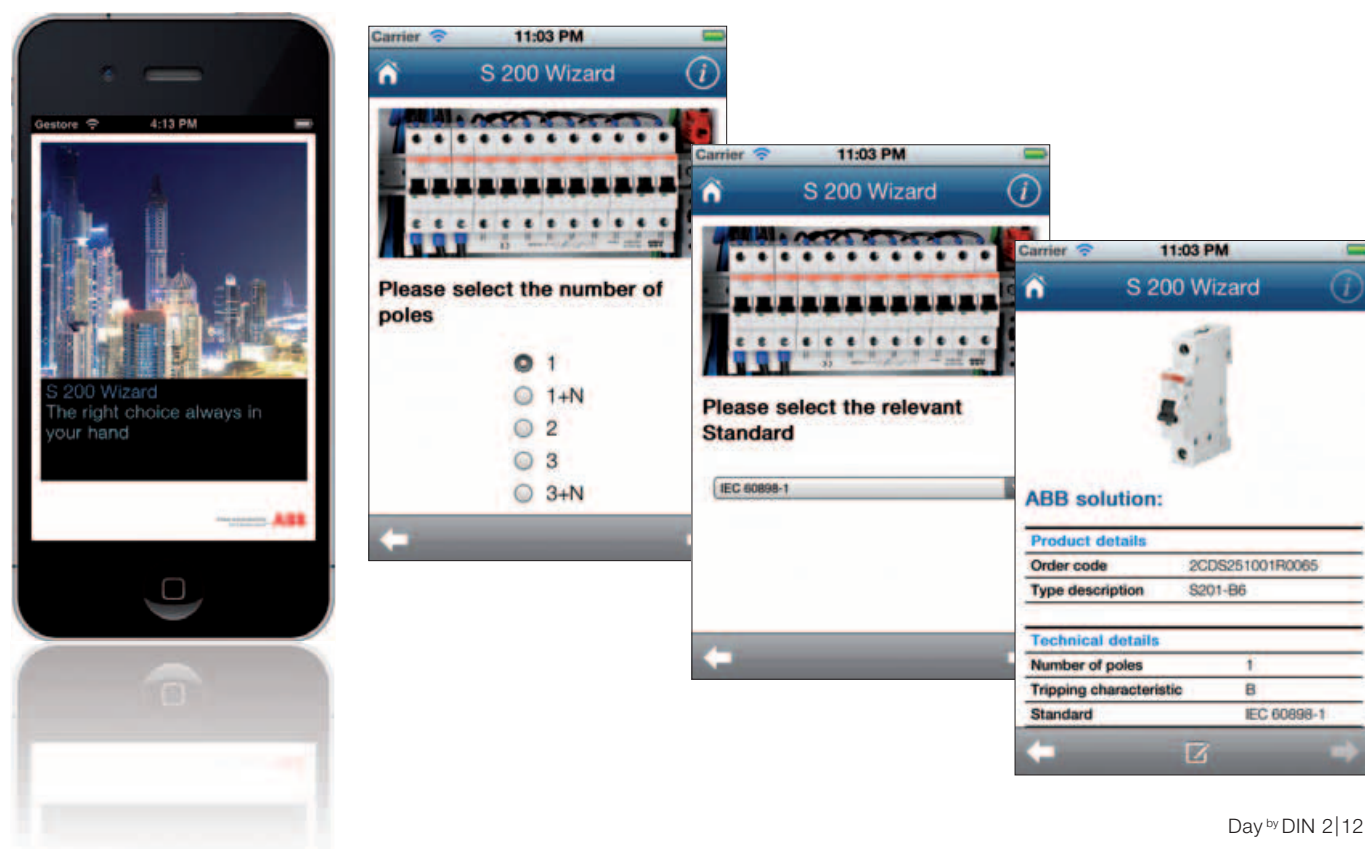 Gestore 4:13 PM
S 200 Wizard
The right choice always in
your hand
ABB
Carrier 11:03 PM
S 200 Wizard
i
Please select the number of
poles
1
1+N
2
3
3+N
Carrier 11:03 PM
S 200 Wizard
i
Please select the relevant
Standard
IEC 60898-1
Carrier 11:03 PM
S 200 Wizard
i
ABB solution:
Product details
Order code 2CDS251001R0065
Type description S201-B6
Technical details
Number of poles 1
Tripping characteristic B
Standard IEC 60898-1
Day by DIN 2|12